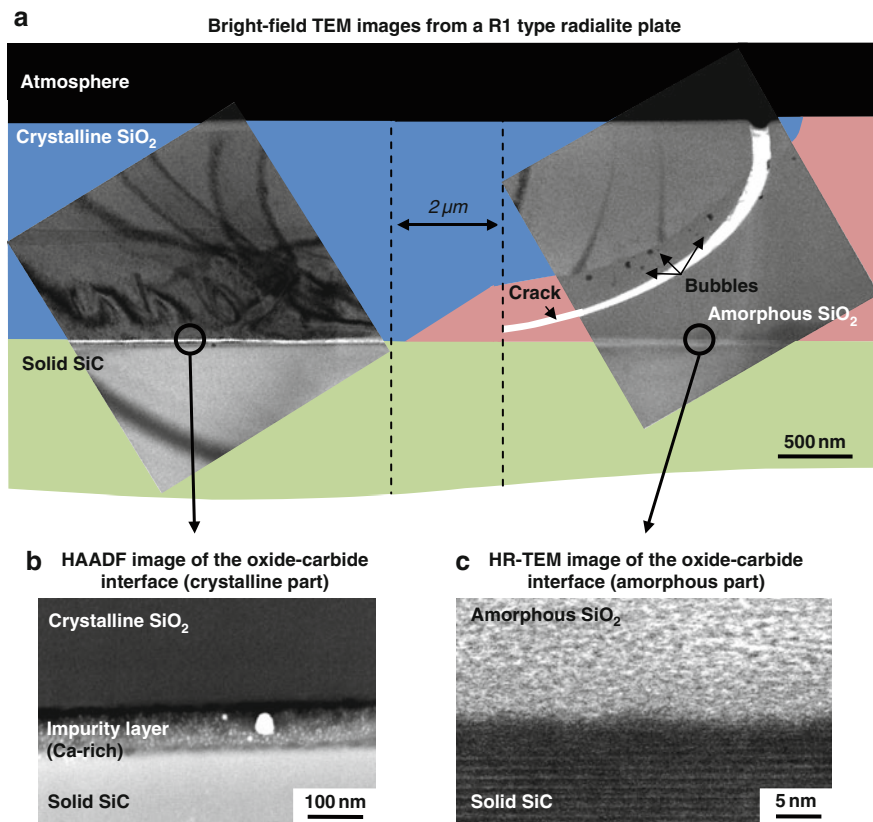 a
Bright-field TEM images from a R1 type radialite plate
Atmosphere
Crystalline SiO₂
2 µm
Crack
Bubbles
Amorphous SiO₂
Solid SiC
500 nm
b HAADF image of the oxide-carbide
interface (crystalline part)
Crystalline SiO₂
Impurity layer
(Ca-rich)
Solid SiC
100 nm
c HR-TEM image of the oxide-carbide
interface (amorphous part)
Amorphous SiO₂
Solid SiC
5 nm